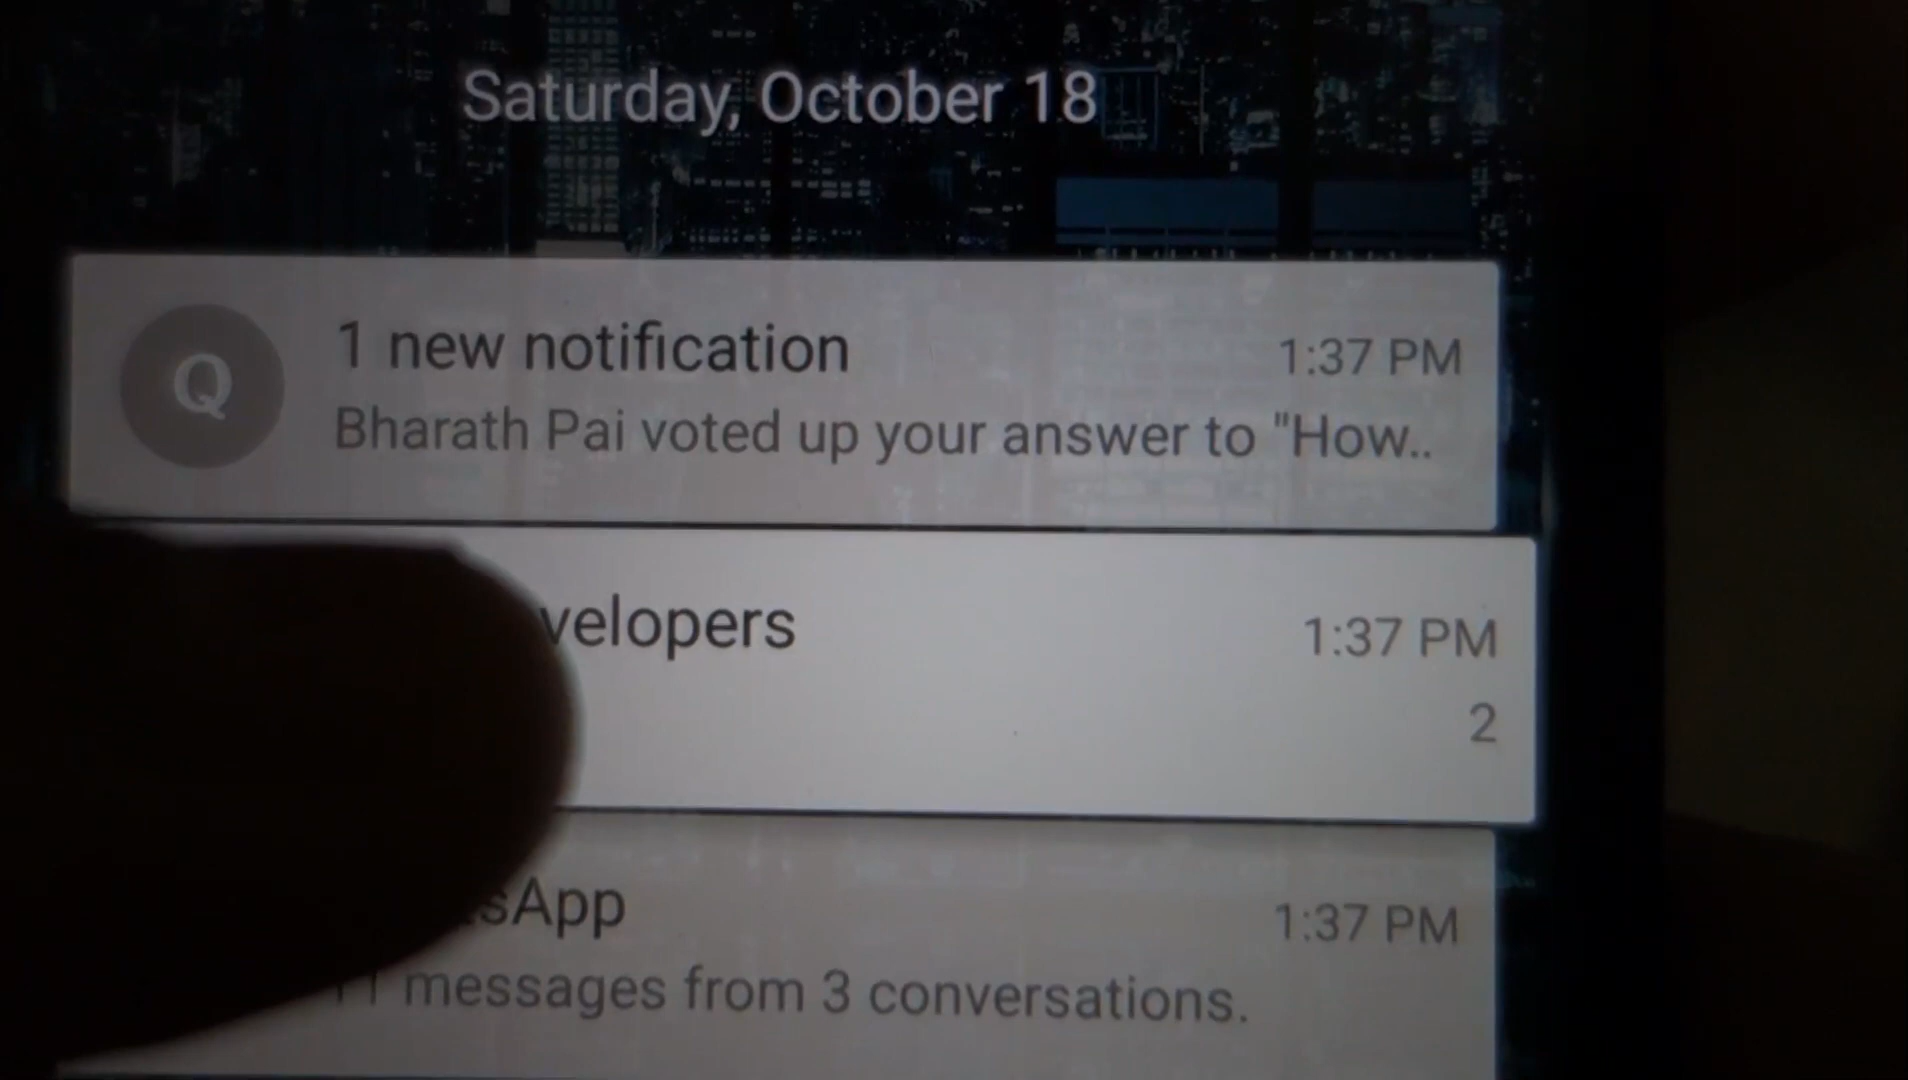 Saturday, October 18
Q
1 new notification
1:37 PM
Bharath Pai voted up your answer to "How..
velopers
1:37 PM
2
sApp
1:37 PM
messages from 3 conversations.